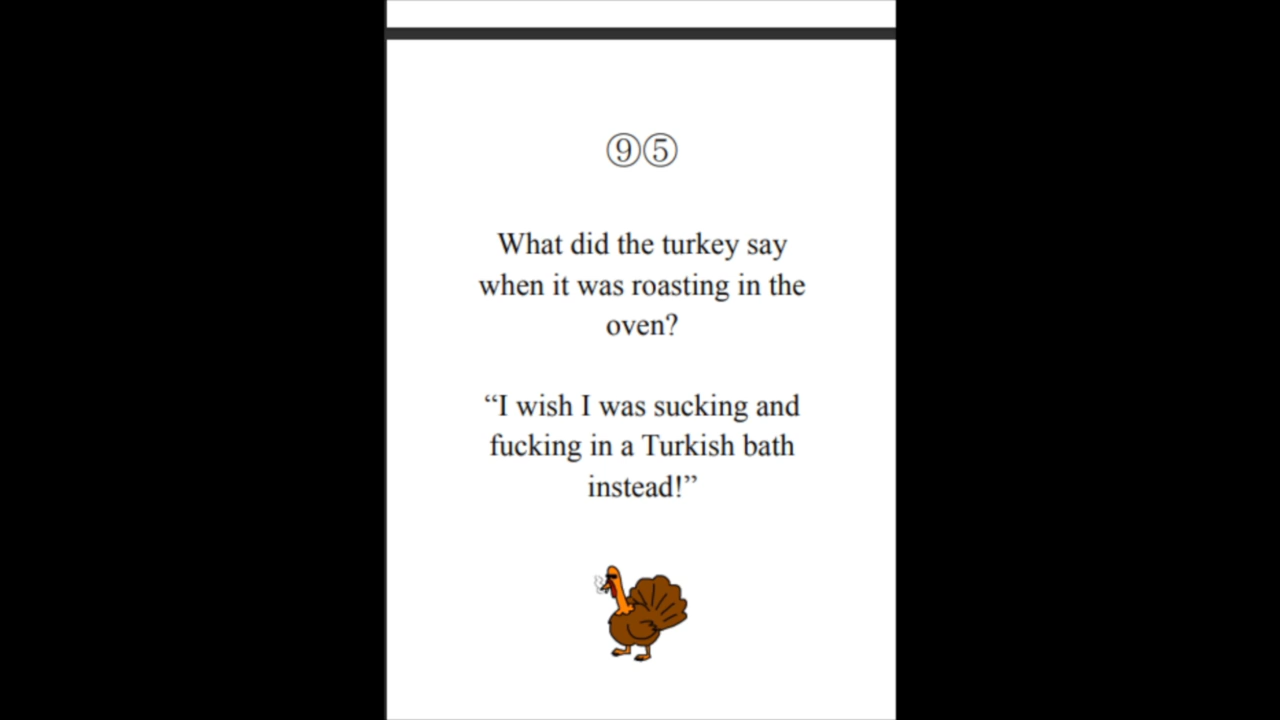 ⑨⑤
What did the turkey say
when it was roasting in the
oven?
“I wish I was sucking and
fucking in a Turkish bath
instead!”